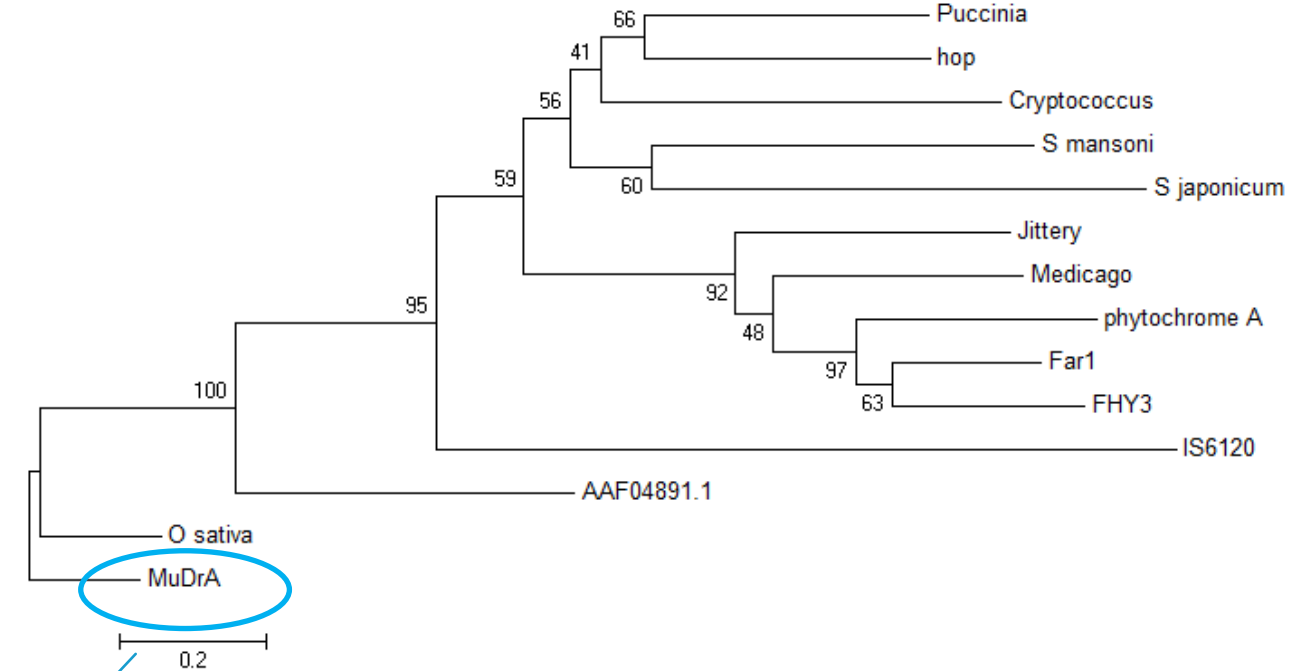 Puccinia
66
hop
41
Cryptococcus
56
S mansoni
60
S japonicum
59
Jittery
Medicago
92
phytochrome A
48
Far1
97
FHY3
63
95
IS6120
100
AAF04891.1
O sativa
MuDrA
0.2